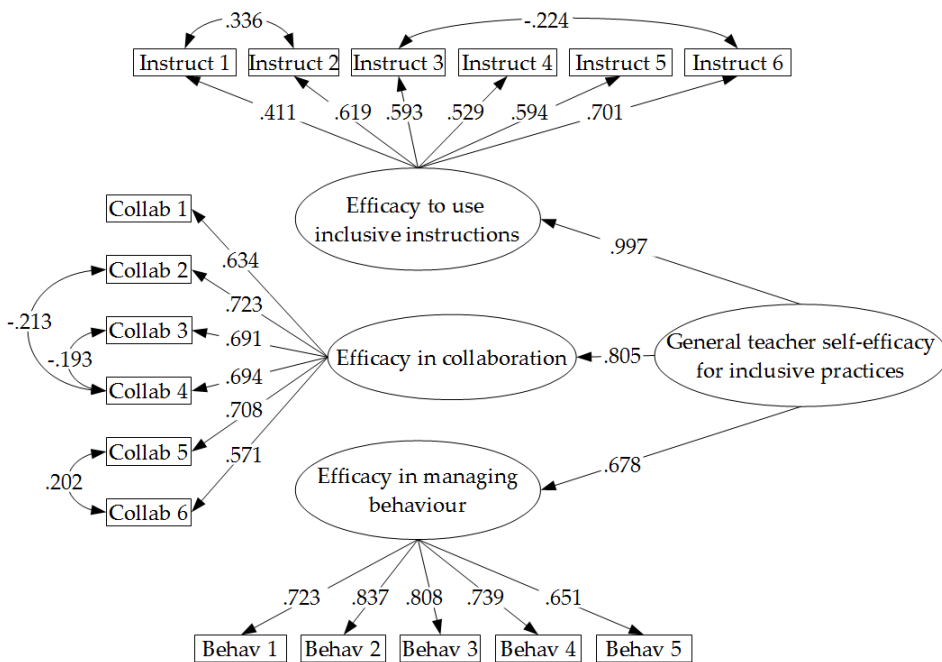 .336
-.224
Instruct 1
Instruct 2
Instruct 3
Instruct 4
Instruct 5
Instruct 6
.411
.619
.593
.529
.594
.701
Efficacy to use
inclusive instructions
.997
Collab 1
Collab 2
Collab 3
Collab 4
Collab 5
Collab 6
-.213
-.193
.202
.634
.723
.691
.694
.708
.571
Efficacy in collaboration
.805
General teacher self-efficacy
for inclusive practices
.678
Efficacy in managing
behaviour
.723
.837
.808
.739
.651
Behav 1
Behav 2
Behav 3
Behav 4
Behav 5